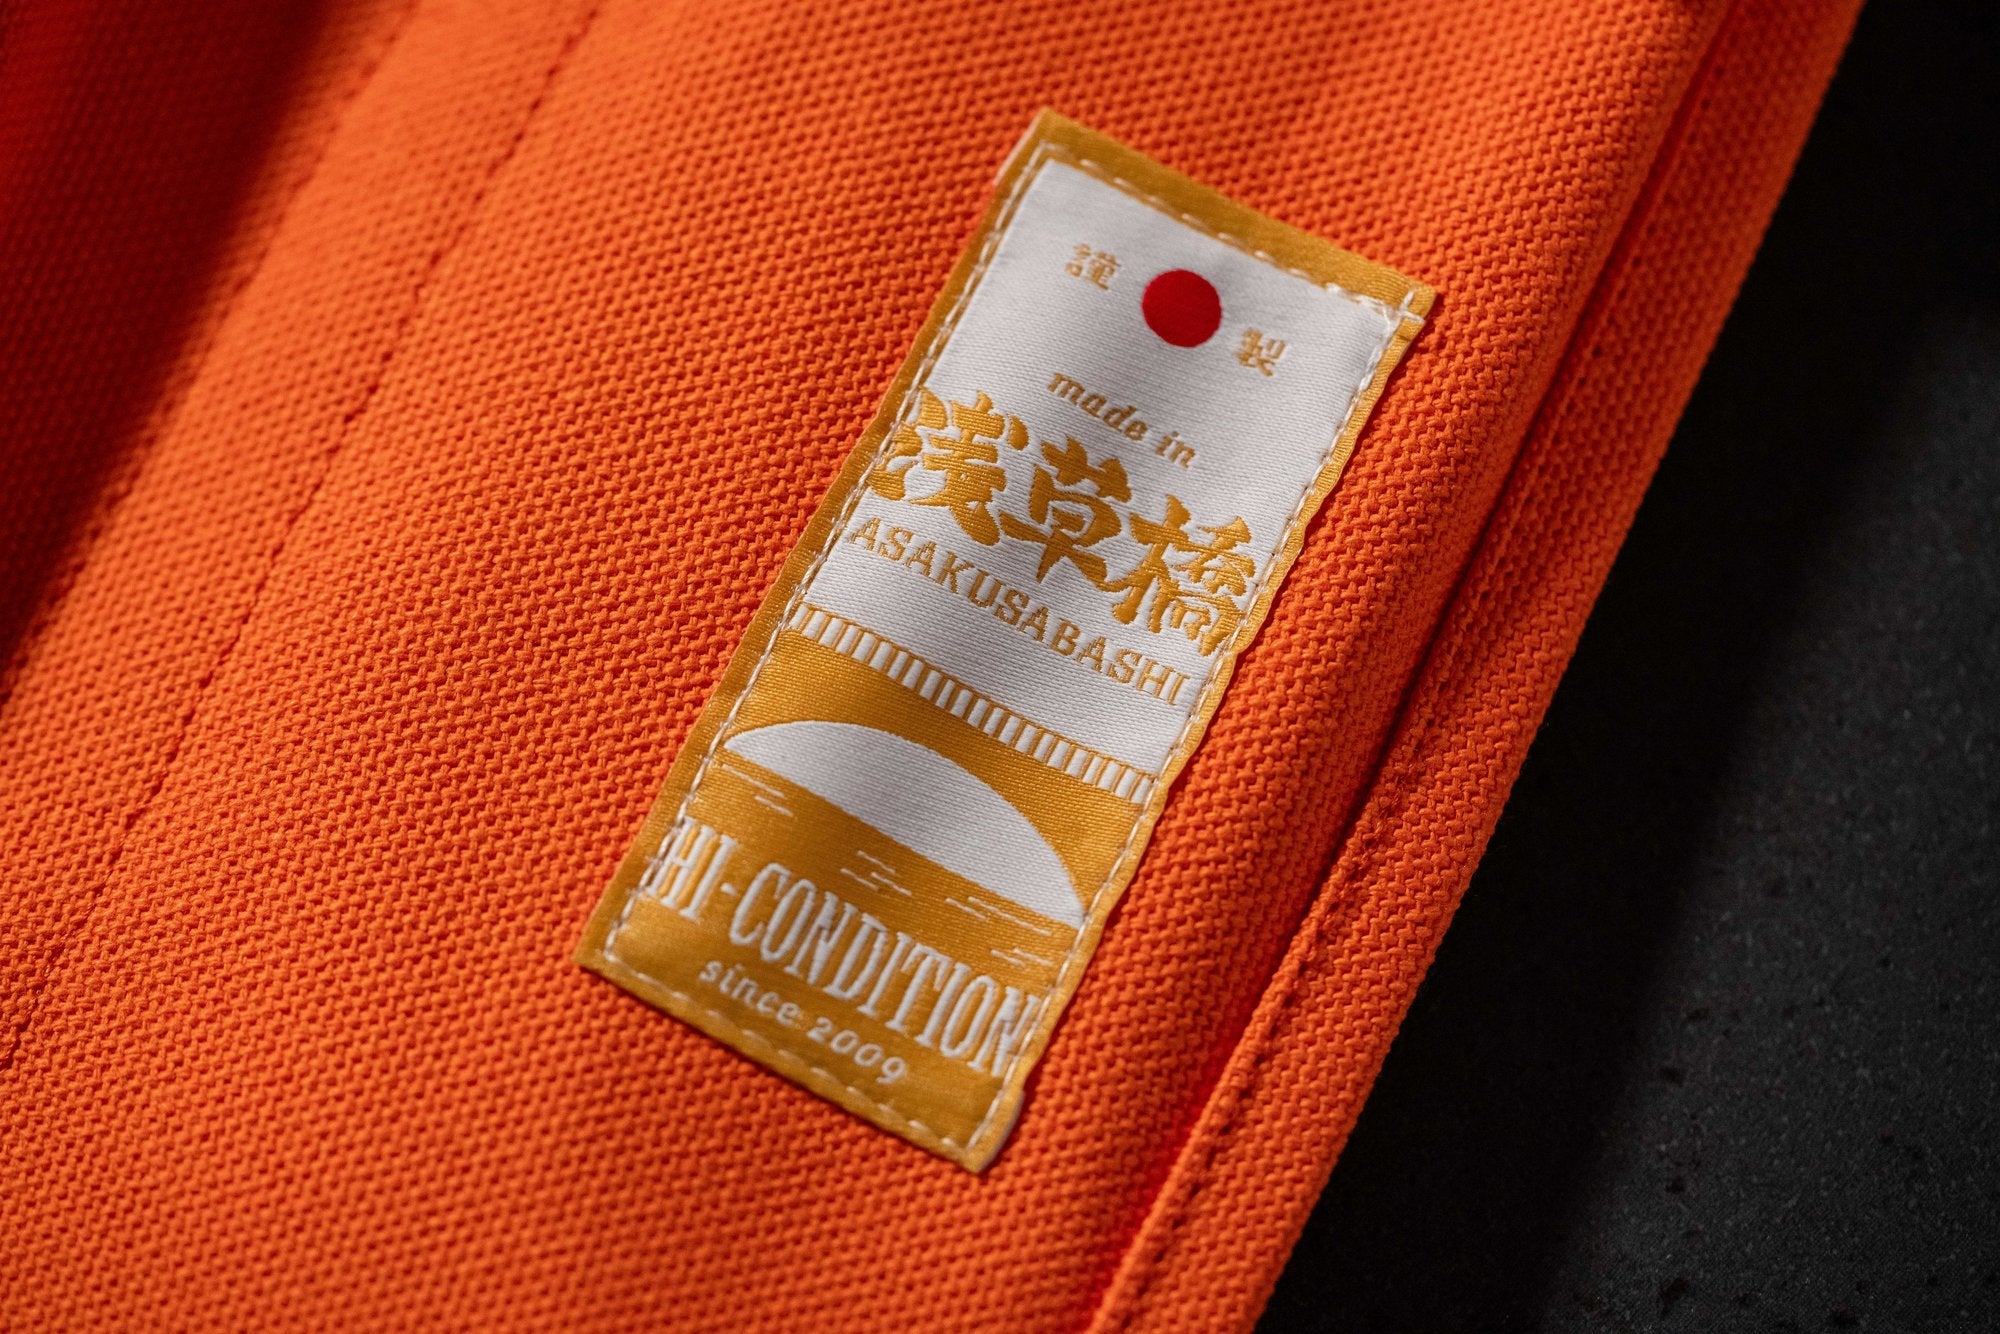 謹 製
made in
浅草橋
ASAKUSABASHI
HI-CONDITION
since 2009